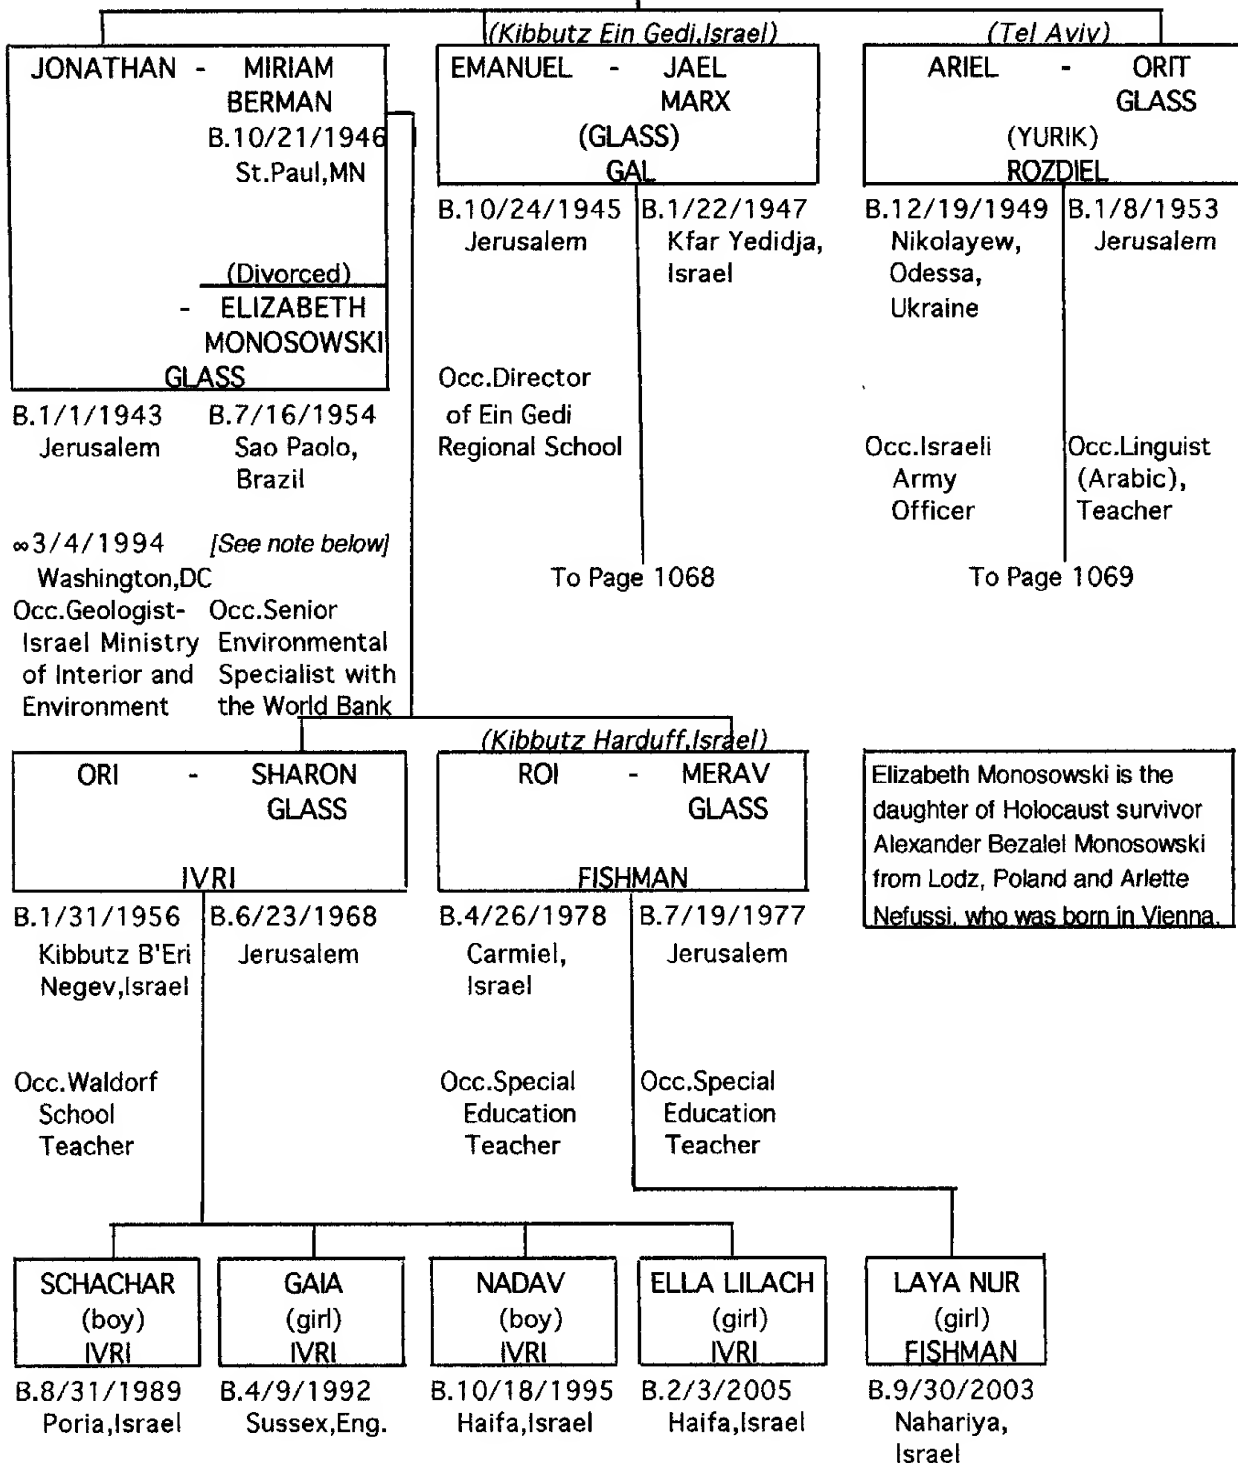 (Kibbutz Ein Gedi,Israel)
(Tel Aviv)
JONATHAN - MIRIAM
BERMAN
B.10/21/1946
St.Paul,MN
(Divorced)
- ELIZABETH
MONOSOWSKI
GLASS
B.1/1/1943 B.7/16/1954
Jerusalem Sao Paolo,
Brazil
∞3/4/1994 [See note below]
Washington,DC
Occ.Geologist- Occ.Senior
Israel Ministry Environmental
of Interior and Specialist with
Environment the World Bank
EMANUEL - JAEL
MARX
(GLASS)
GAL
B.10/24/1945 B.1/22/1947
Jerusalem Kfar Yedidja,
Israel
Occ.Director
of Ein Gedi
Regional School
To Page 1068
ARIEL - ORIT
GLASS
(YURIK)
ROZDIEL
B.12/19/1949 B.1/8/1953
Nikolayew, Jerusalem
Odessa,
Ukraine
Occ.Israeli Occ.Linguist
Army (Arabic),
Officer Teacher
To Page 1069
(Kibbutz Harduff,Israel)
ORI - SHARON
GLASS
IVRI
B.1/31/1956 B.6/23/1968
Kibbutz B'Eri Jerusalem
Negev,Israel
Occ.Waldorf
School
Teacher
ROI - MERAV
GLASS
FISHMAN
B.4/26/1978 B.7/19/1977
Carmiel, Jerusalem
Israel
Occ.Special Occ.Special
Education Education
Teacher Teacher
Elizabeth Monosowski is the
daughter of Holocaust survivor
Alexander Bezalel Monosowski
from Lodz, Poland and Arlette
Nefussi, who was born in Vienna.
SCHACHAR
(boy)
IVRI
B.8/31/1989
Poria,Israel
GAIA
(girl)
IVRI
B.4/9/1992
Sussex,Eng.
NADAV
(boy)
IVRI
B.10/18/1995
Haifa,Israel
ELLA LILACH
(girl)
IVRI
B.2/3/2005
Haifa,Israel
LAYA NUR
(girl)
FISHMAN
B.9/30/2003
Nahariya,
Israel